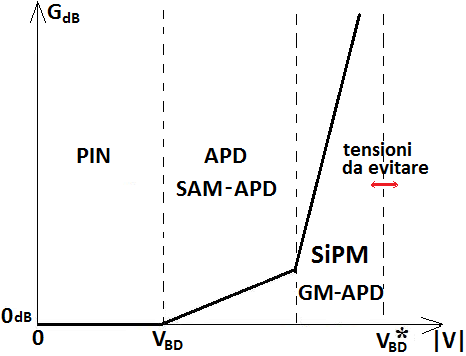 GdB
PIN
APD
SAM-APD
tensioni
da evitare
SiPM
GM-APD
0dB
0
VBD
VBD*
|V|